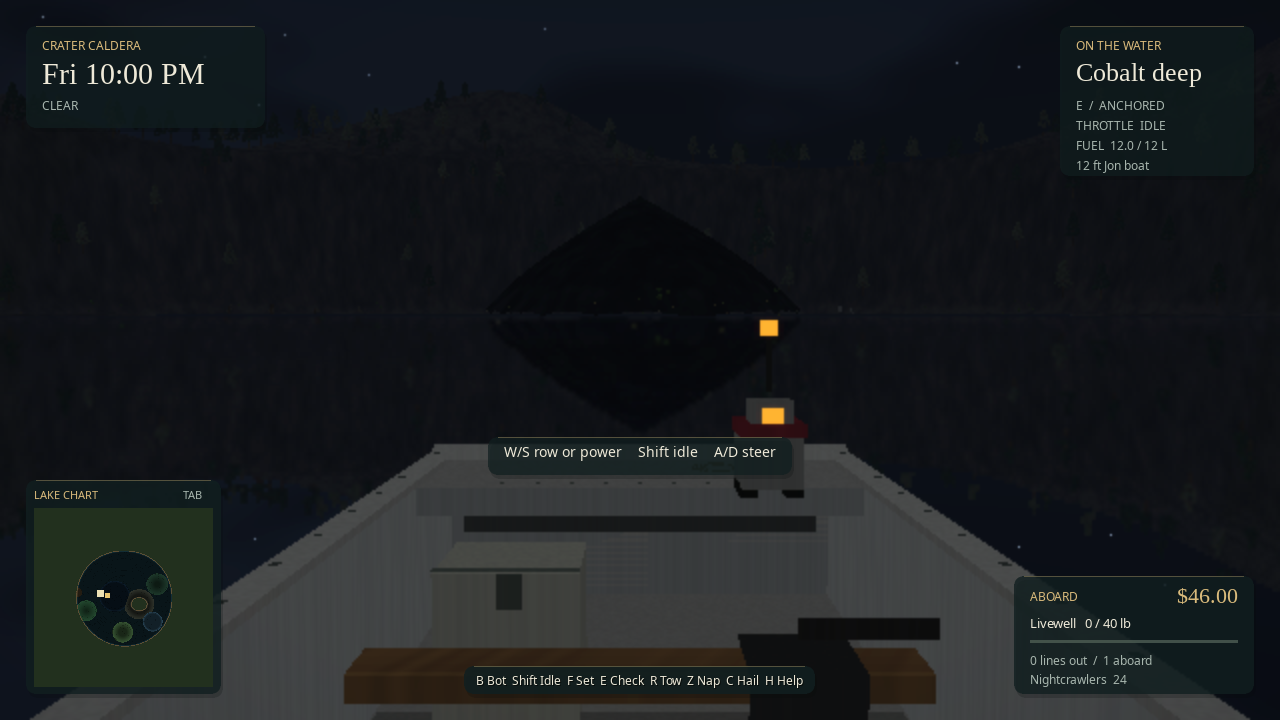 CRATER CALDERA
Fri 10:00 PM
CLEAR
ON THE WATER
Cobalt deep
E / ANCHORED
THROTTLE IDLE
FUEL 12.0 / 12 L
12 ft Jon boat
W/S row or power Shift idle A/D steer
LAKE CHART TAB
ABOARD $46.00
Livewell 0 / 40 lb
0 lines out / 1 aboard
Nightcrawlers 24
B Bot Shift Idle F Set E Check R Tow Z Nap C Hail H Help